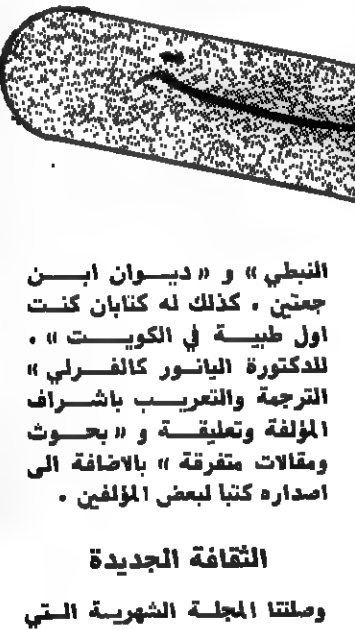 النبطي » و « ديوان ابن
جعتين . كذلك له كتابان كنت
اول طبيبة في الكويت » .
للدكتورة اليانور كالفرلي »
الترجمة والتعريب باشراف
المؤلفة وتعليقة و « بحوث
ومقالات متفرقة » بالاضافة الى
اصداره كتبا لبعض المؤلفين .
الثقافة الجديدة
وصلتنا المجلة الشهرية التي